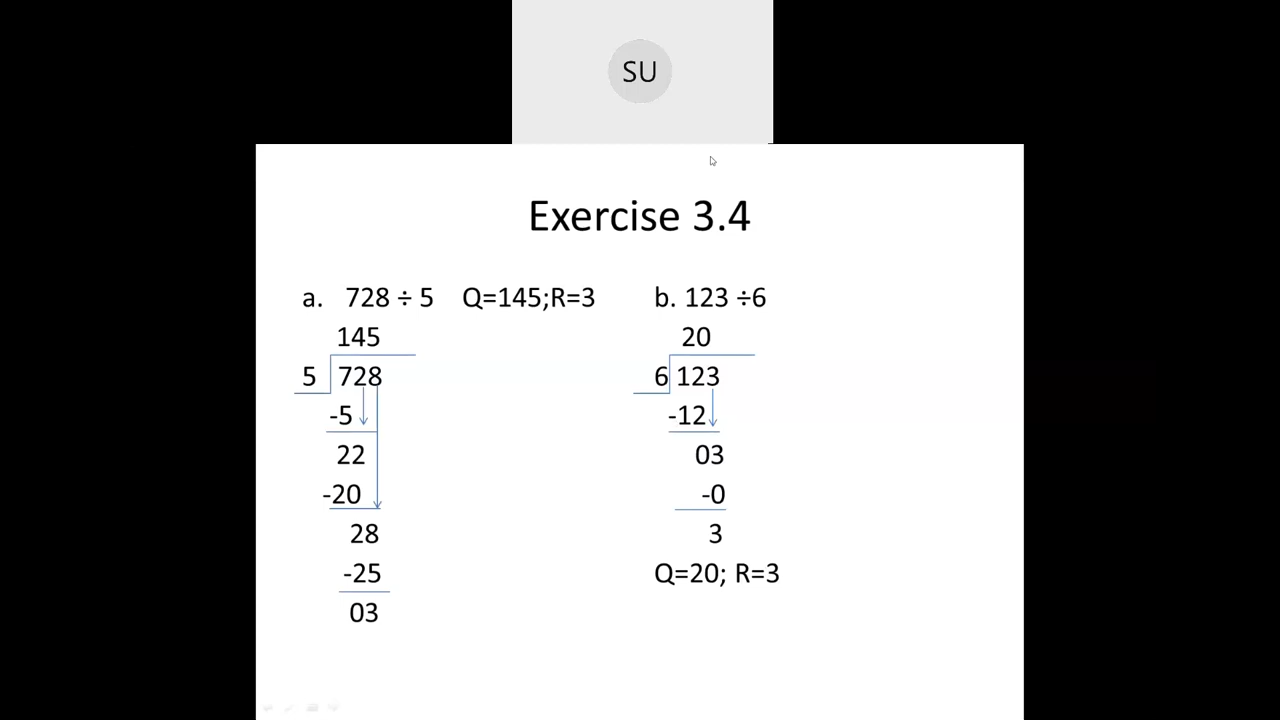 SU
Exercise 3.4
a. 728 ÷ 5 Q=145;R=3
145
5 728
-5
22
-20
28
-25
03
b. 123 ÷6
20
6 123
-12
03
-0
3
Q=20; R=3